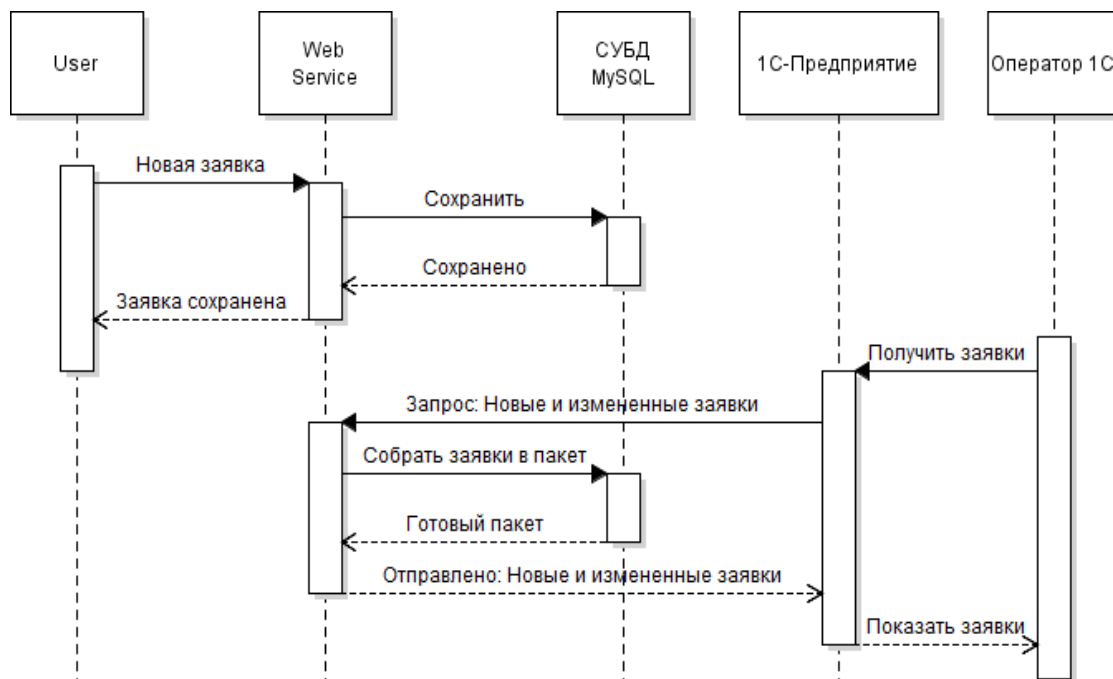 User
Web
Service
СУБД
MySQL
1С-Предприятие
Оператор 1С
Новая заявка
Сохранить
Сохранено
Заявка сохранена
Получить заявки
Запрос: Новые и измененные заявки
Собрать заявки в пакет
Готовый пакет
Отправлено: Новые и измененные заявки
Показать заявки